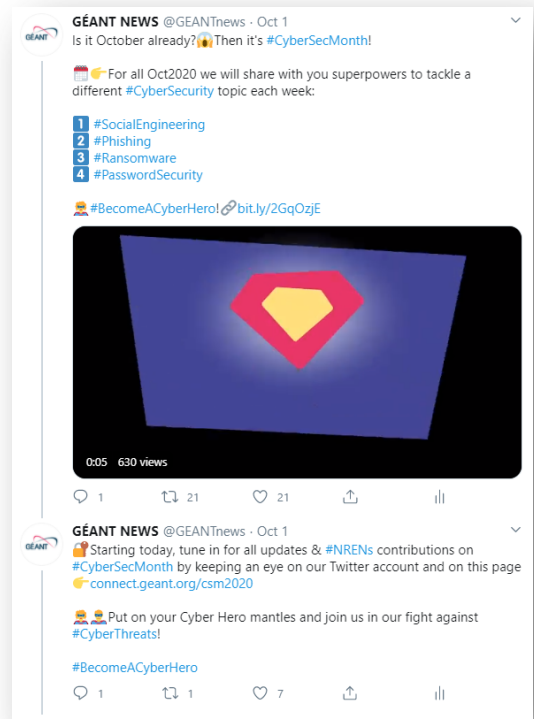 GÉANT NEWS @GEANTnews · Oct 1
Is it October already?😱Then it's #CyberSecMonth!
🗓️👉For all Oct2020 we will share with you superpowers to tackle a
different #CyberSecurity topic each week:
1️⃣ #SocialEngineering
2️⃣ #Phishing
3️⃣ #Ransomware
4️⃣ #PasswordSecurity
🦸#BecomeACyberHero!🔗bit.ly/2GqOzjE
0:05 630 views
1 21 21
GÉANT
GÉANT NEWS @GEANTnews · Oct 1
🔐Starting today, tune in for all updates & #NRENs contributions on
#CyberSecMonth by keeping an eye on our Twitter account and on this page
👉connect.geant.org/csm2020
🦸🦸Put on your Cyber Hero mantles and join us in our fight against
#CyberThreats!
#BecomeACyberHero
1 1 7
GÉANT